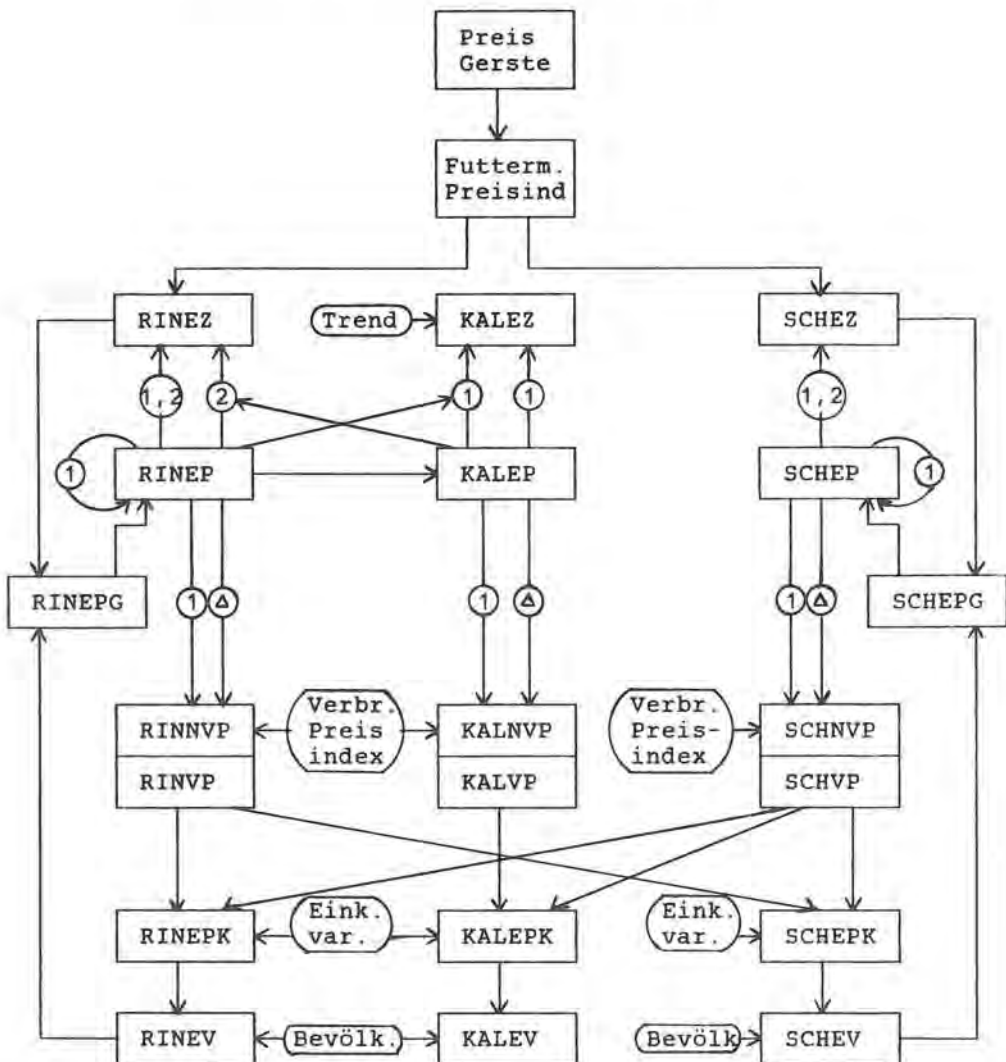 Preis
Gerste
Futterm.
Preisind
RINEZ
Trend
KALEZ
SCHEZ
1,2
2
1
1
1,2
1
RINEP
KALEP
SCHEP
1
RINEPG
1
Δ
1
Δ
1
Δ
SCHEPG
RINNVP
Verbr.
Preis
index
KALNVP
Verbr.
Preis-
index
SCHNVP
RINVP
KALVP
SCHVP
RINEPK
Eink.
var.
KALEPK
Eink.
var.
SCHEPK
RINEV
Bevölk.
KALEV
Bevölk
SCHEV